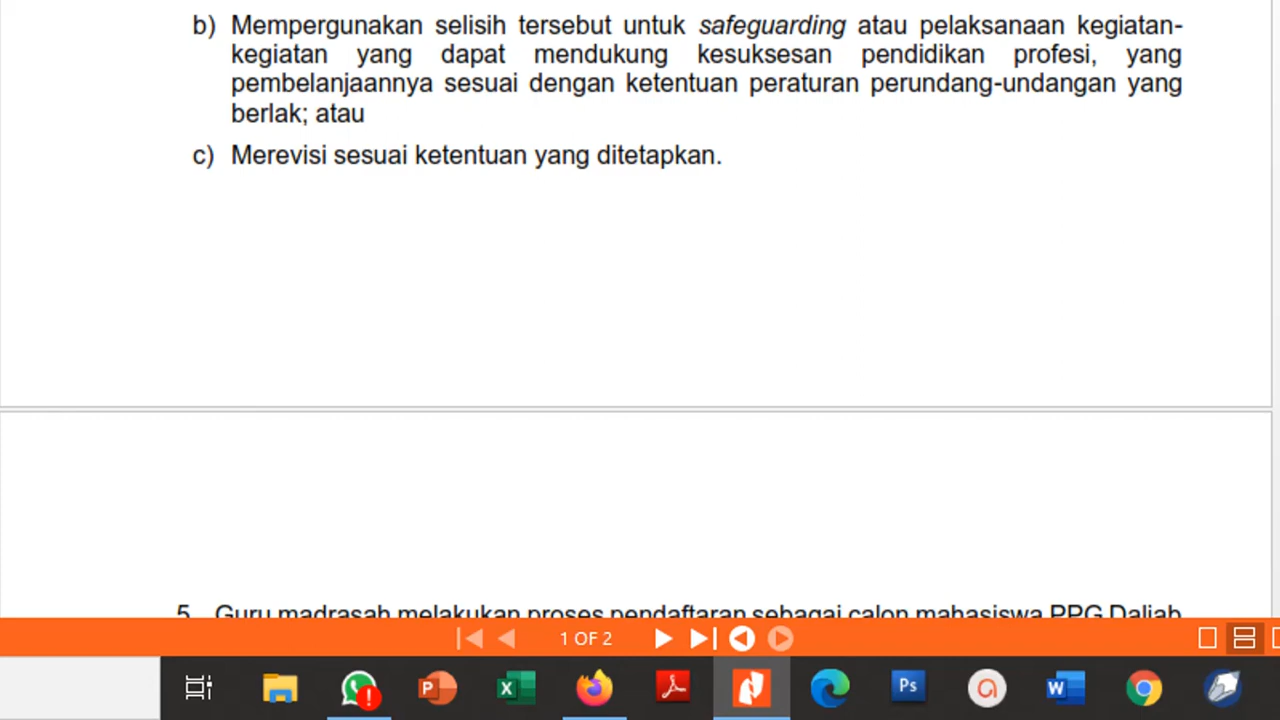 b) Mempergunakan selisih tersebut untuk safeguarding atau pelaksanaan kegiatan-
kegiatan yang dapat mendukung kesuksesan pendidikan profesi, yang
pembelanjaannya sesuai dengan ketentuan peraturan perundang-undangan yang
berlak; atau
c) Merevisi sesuai ketentuan yang ditetapkan.
5. Guru madrasah melakukan proses pendaftaran sebagai calon mahasiswa PPG Daljab
1 OF 2
P
X
Ps
W